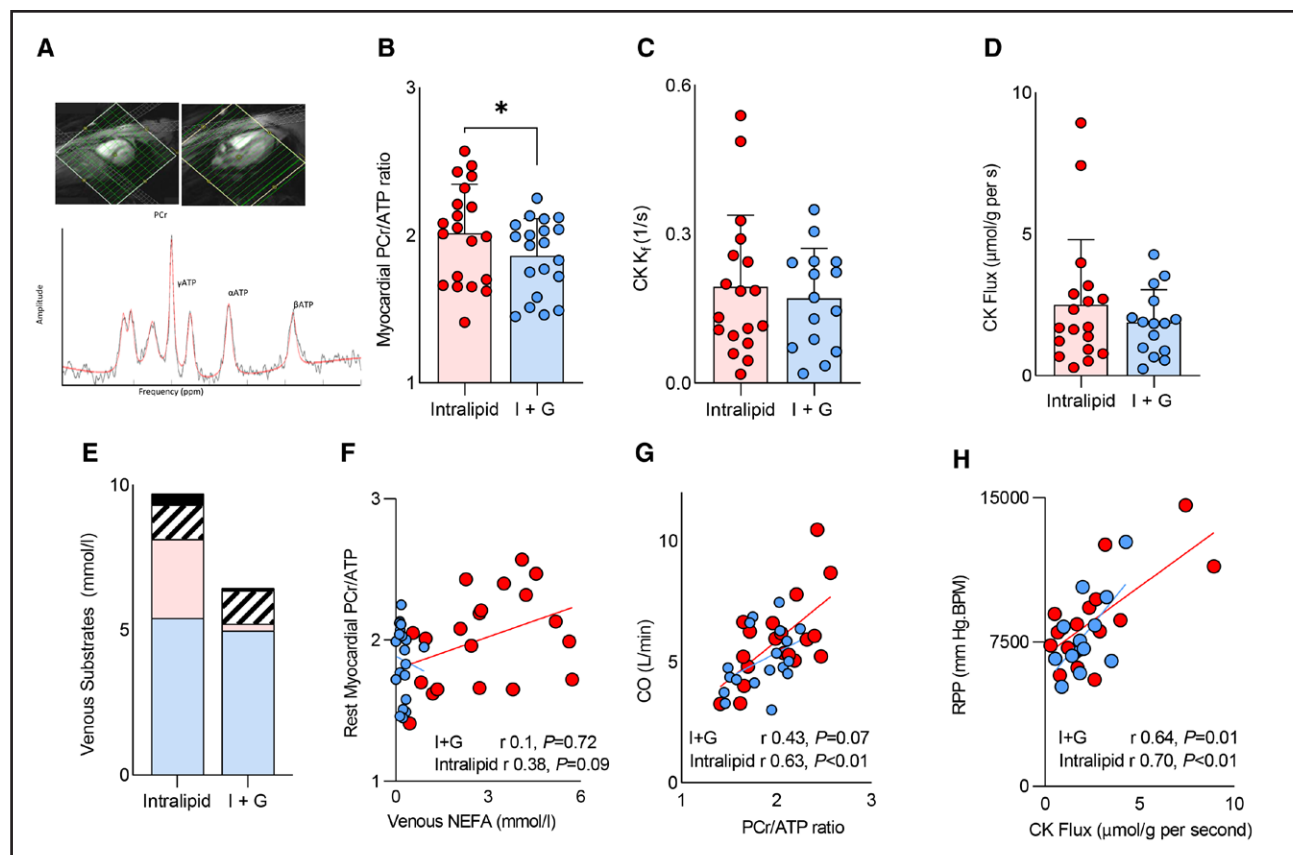 A
PCr
γATP
αATP
βATP
Amplitude
Frequency (ppm)
B
Myocardial PCr/ATP ratio
3
2
1
*
Intralipid
I + G
C
CK Kf (1/s)
0.6
0.3
0.0
Intralipid
I + G
D
CK Flux (μmol/g per s)
10
5
0
Intralipid
I + G
E
Venous Substrates (mmol/l)
10
5
0
Intralipid
I + G
F
Rest Myocardial PCr/ATP
3
2
1
I+G r 0.1, P=0.72
Intralipid r 0.38, P=0.09
0 3 6
Venous NEFA (mmol/l)
G
CO (L/min)
10
5
0
I+G r 0.43, P=0.07
Intralipid r 0.63, P<0.01
1 2 3
PCr/ATP ratio
H
RPP (mm Hg.BPM)
15000
7500
0
I+G r 0.64, P=0.01
Intralipid r 0.70, P<0.01
0 5 10
CK Flux (μmol/g per second)